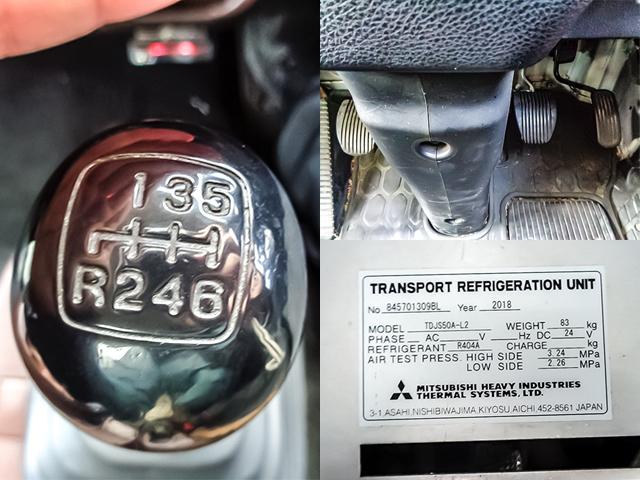 1 3 5
R 2 4 6
TRANSPORT REFRIGERATION UNIT
No. 845701309BL Year 2018
MODEL TDJS50A-L2 WEIGHT 83 kg
PHASE AC V Hz DC 24 V
REFRIGERANT R404A CHARGE kg
AIR TEST PRESS. HIGH SIDE 3.24 MPa
LOW SIDE 2.26 MPa
MITSUBISHI HEAVY INDUSTRIES
THERMAL SYSTEMS, LTD.
3-1,ASAHI,NISHIBIWAJIMA,KIYOSU,AICHI,452-8561 JAPAN